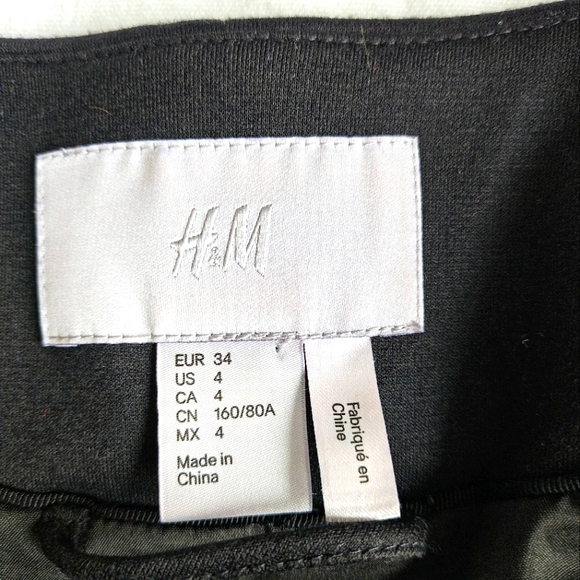 H&M
EUR 34
US 4
CA 4
CN 160/80A
MX 4
Made in
China
Fabriqué en
Chine